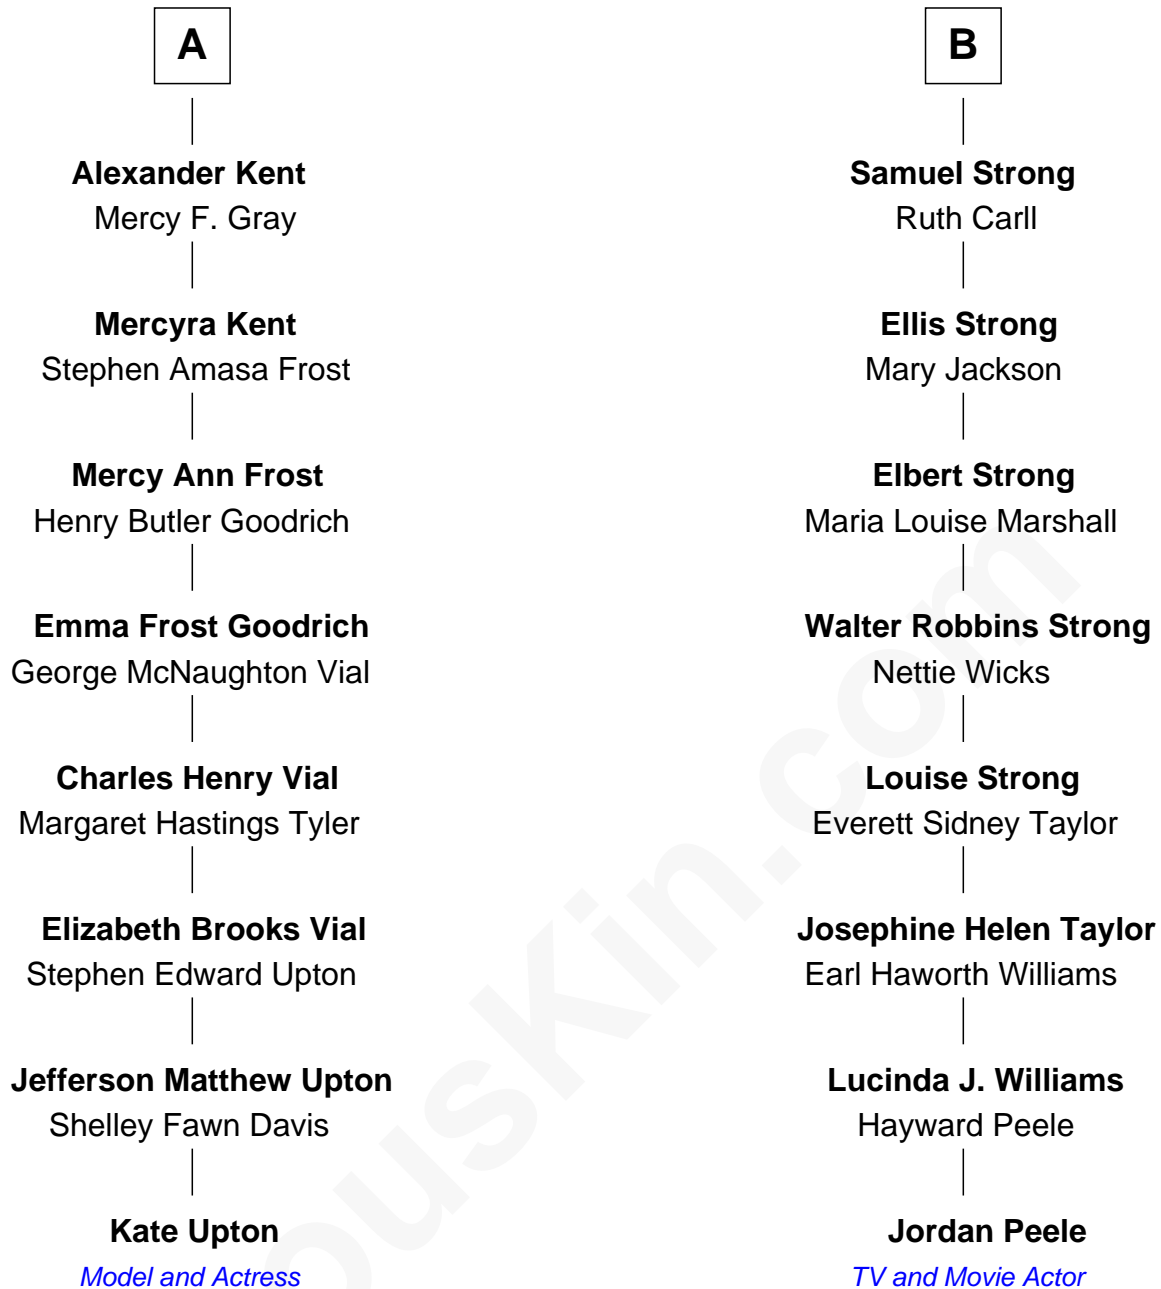 A
Alexander Kent
Mercy F. Gray
Mercyra Kent
Stephen Amasa Frost
Mercy Ann Frost
Henry Butler Goodrich
Emma Frost Goodrich
George McNaughton Vial
Charles Henry Vial
Margaret Hastings Tyler
Elizabeth Brooks Vial
Stephen Edward Upton
Jefferson Matthew Upton
Shelley Fawn Davis
Kate Upton
Model and Actress
B
Samuel Strong
Ruth Carll
Ellis Strong
Mary Jackson
Elbert Strong
Maria Louise Marshall
Walter Robbins Strong
Nettie Wicks
Louise Strong
Everett Sidney Taylor
Josephine Helen Taylor
Earl Haworth Williams
Lucinda J. Williams
Hayward Peele
Jordan Peele
TV and Movie Actor
ousKin.com